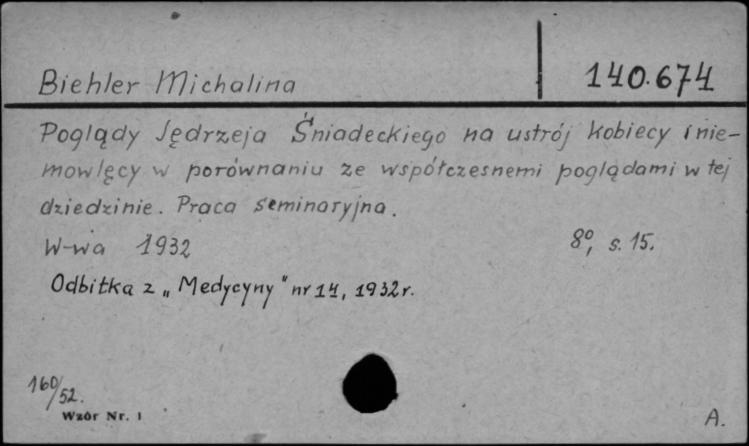 Biehler Michalina
140.674
Poglądy Jędrzeja Śniadeckiego na ustrój kobiecy i nie-
mowlęcy w porównaniu ze współczesnemi poglądami w tej
dziedzinie. Praca seminaryjna.
W-wa 1932 8°, s. 15.
Odbitka z „Medycyny" nr 14, 1932 r.
160/52.
Wzór Nr. 1
A.